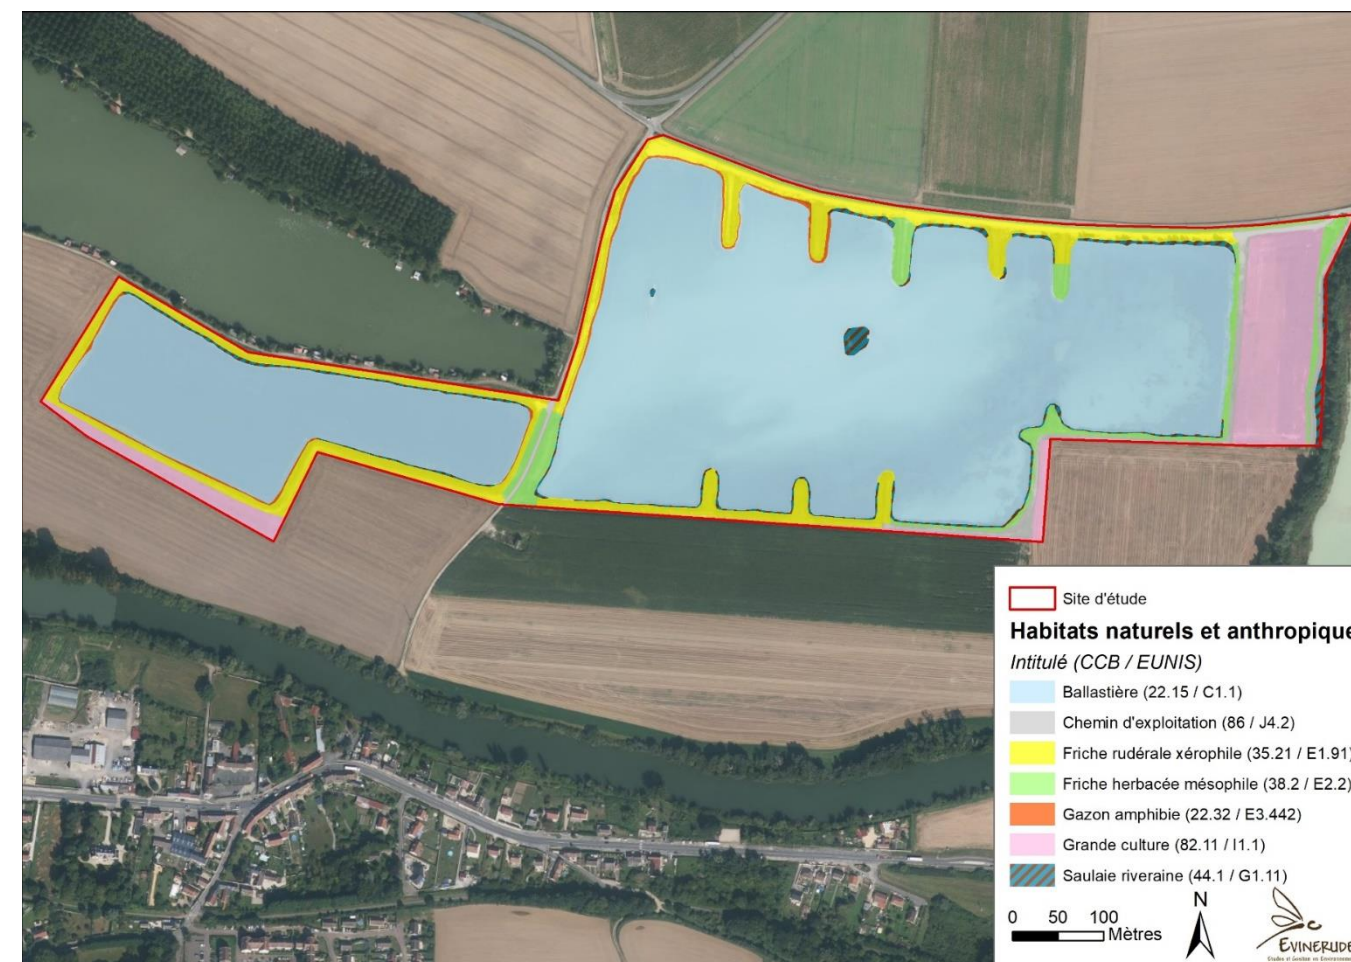 Site d'étude
Habitats naturels et anthropique
Intitulé (CCB / EUNIS)
Ballastière (22.15 / C1.1)
Chemin d'exploitation (86 / J4.2)
Friche rudérale xérophile (35.21 / E1.91)
Friche herbacée mésophile (38.2 / E2.2)
Gazon amphibie (22.32 / E3.442)
Grande culture (82.11 / I1.1)
Saulaie riveraine (44.1 / G1.11)
N
0 50 100
Mètres
EVINERUDE